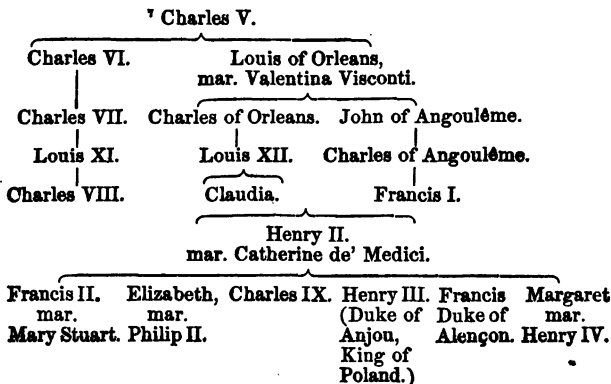 7 Charles V.
Charles VI. Louis of Orleans,
mar. Valentina Visconti.
Charles VII. Charles of Orleans. John of Angoulême.
Louis XI. Louis XII. Charles of Angoulême.
Charles VIII. Claudia. Francis I.
Henry II.
mar. Catherine de' Medici.
Francis II. Elizabeth, Charles IX. Henry III. Francis Margaret
mar. mar. (Duke of Duke of mar.
Mary Stuart. Philip II. Anjou, Alençon. Henry IV.
King of
Poland.)